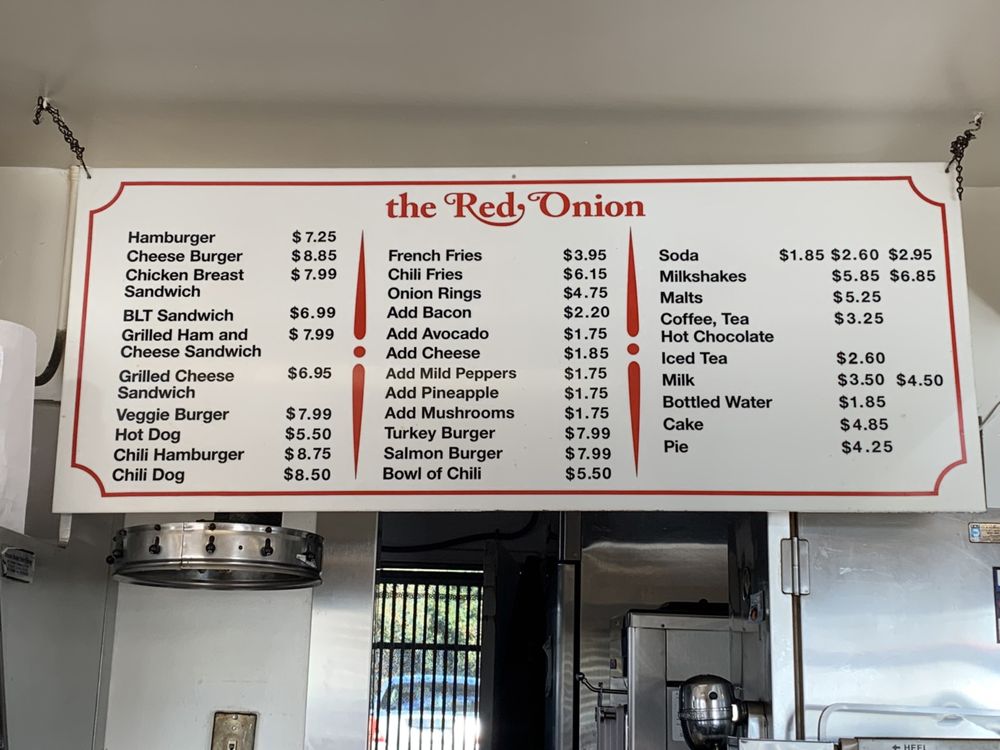 the Red Onion
Hamburger $7.25
Cheese Burger $8.85
Chicken Breast $7.99
Sandwich
BLT Sandwich $6.99
Grilled Ham and $7.99
Cheese Sandwich
Grilled Cheese $6.95
Sandwich
Veggie Burger $7.99
Hot Dog $5.50
Chili Hamburger $8.75
Chili Dog $8.50
French Fries $3.95
Chili Fries $6.15
Onion Rings $4.75
Add Bacon $2.20
Add Avocado $1.75
Add Cheese $1.85
Add Mild Peppers $1.75
Add Pineapple $1.75
Add Mushrooms $1.75
Turkey Burger $7.99
Salmon Burger $7.99
Bowl of Chili $5.50
Soda $1.85 $2.60 $2.95
Milkshakes $5.85 $6.85
Malts $5.25
Coffee, Tea $3.25
Hot Chocolate
Iced Tea $2.60
Milk $3.50 $4.50
Bottled Water $1.85
Cake $4.85
Pie $4.25